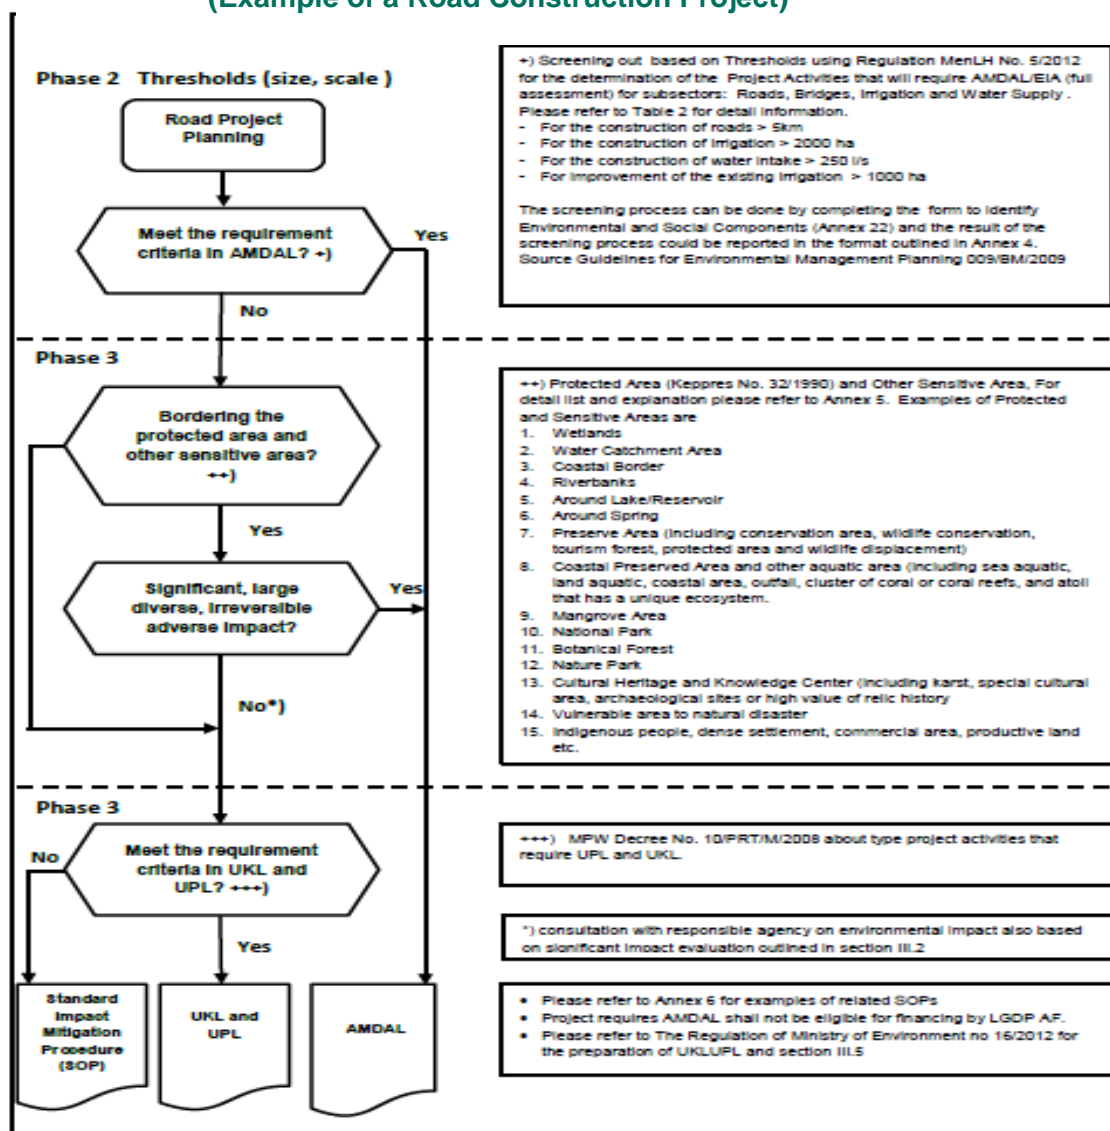 (Example of a Road Construction Project)
Phase 2 Thresholds (size, scale )
Road Project
Planning
Meet the requirement
criteria in AMDAL? +)
Yes
No
+) Screening out based on Thresholds using Regulation MenLH No. 5/2012
for the determination of the Project Activities that will require AMDAL/EIA (full
assessment) for subsectors: Roads, Bridges, Irrigation and Water Supply .
Please refer to Table 2 for detail information.
- For the construction of roads > 5km
- For the construction of irrigation > 2000 ha
- For the construction of water intake > 250 l/s
- For improvement of the existing irrigation > 1000 ha
The screening process can be done by completing the form to identify
Environmental and Social Components (Annex 22) and the result of the
screening process could be reported in the format outlined in Annex 4.
Source Guidelines for Environmental Management Planning 009/BM/2009
Phase 3
Bordering the
protected area and
other sensitive area?
++)
Yes
Significant, large
diverse, irreversible
adverse impact?
Yes
No*)
++) Protected Area (Keppres No. 32/1990) and Other Sensitive Area, For
detail list and explanation please refer to Annex 5. Examples of Protected
and Sensitive Areas are
1. Wetlands
2. Water Catchment Area
3. Coastal Border
4. Riverbanks
5. Around Lake/Reservoir
6. Around Spring
7. Preserve Area (including conservation area, wildlife conservation,
tourism forest, protected area and wildlife displacement)
8. Coastal Preserved Area and other aquatic area (including sea aquatic,
land aquatic, coastal area, outfall, cluster of coral or coral reefs, and atoll
that has a unique ecosystem.
9. Mangrove Area
10. National Park
11. Botanical Forest
12. Nature Park
13. Cultural Heritage and Knowledge Center (including karst, special cultural
area, archaeological sites or high value of relic history
14. Vulnerable area to natural disaster
15. Indigenous people, dense settlement, commercial area, productive land
etc.
Phase 3
No
Meet the requirement
criteria in UKL and
UPL? +++)
Yes
+++) MPW Decree No. 10/PRT/M/2008 about type project activities that
require UPL and UKL.
*) consultation with responsible agency on environmental impact also based
on significant impact evaluation outlined in section III.2
Standard
Impact
Mitigation
Procedure
(SOP)
UKL and
UPL
AMDAL
• Please refer to Annex 6 for examples of related SOPs
• Project requires AMDAL shall not be eligible for financing by LGDP AF.
• Please refer to The Regulation of Ministry of Environment no 16/2012 for
the preparation of UKLUPL and section III.5